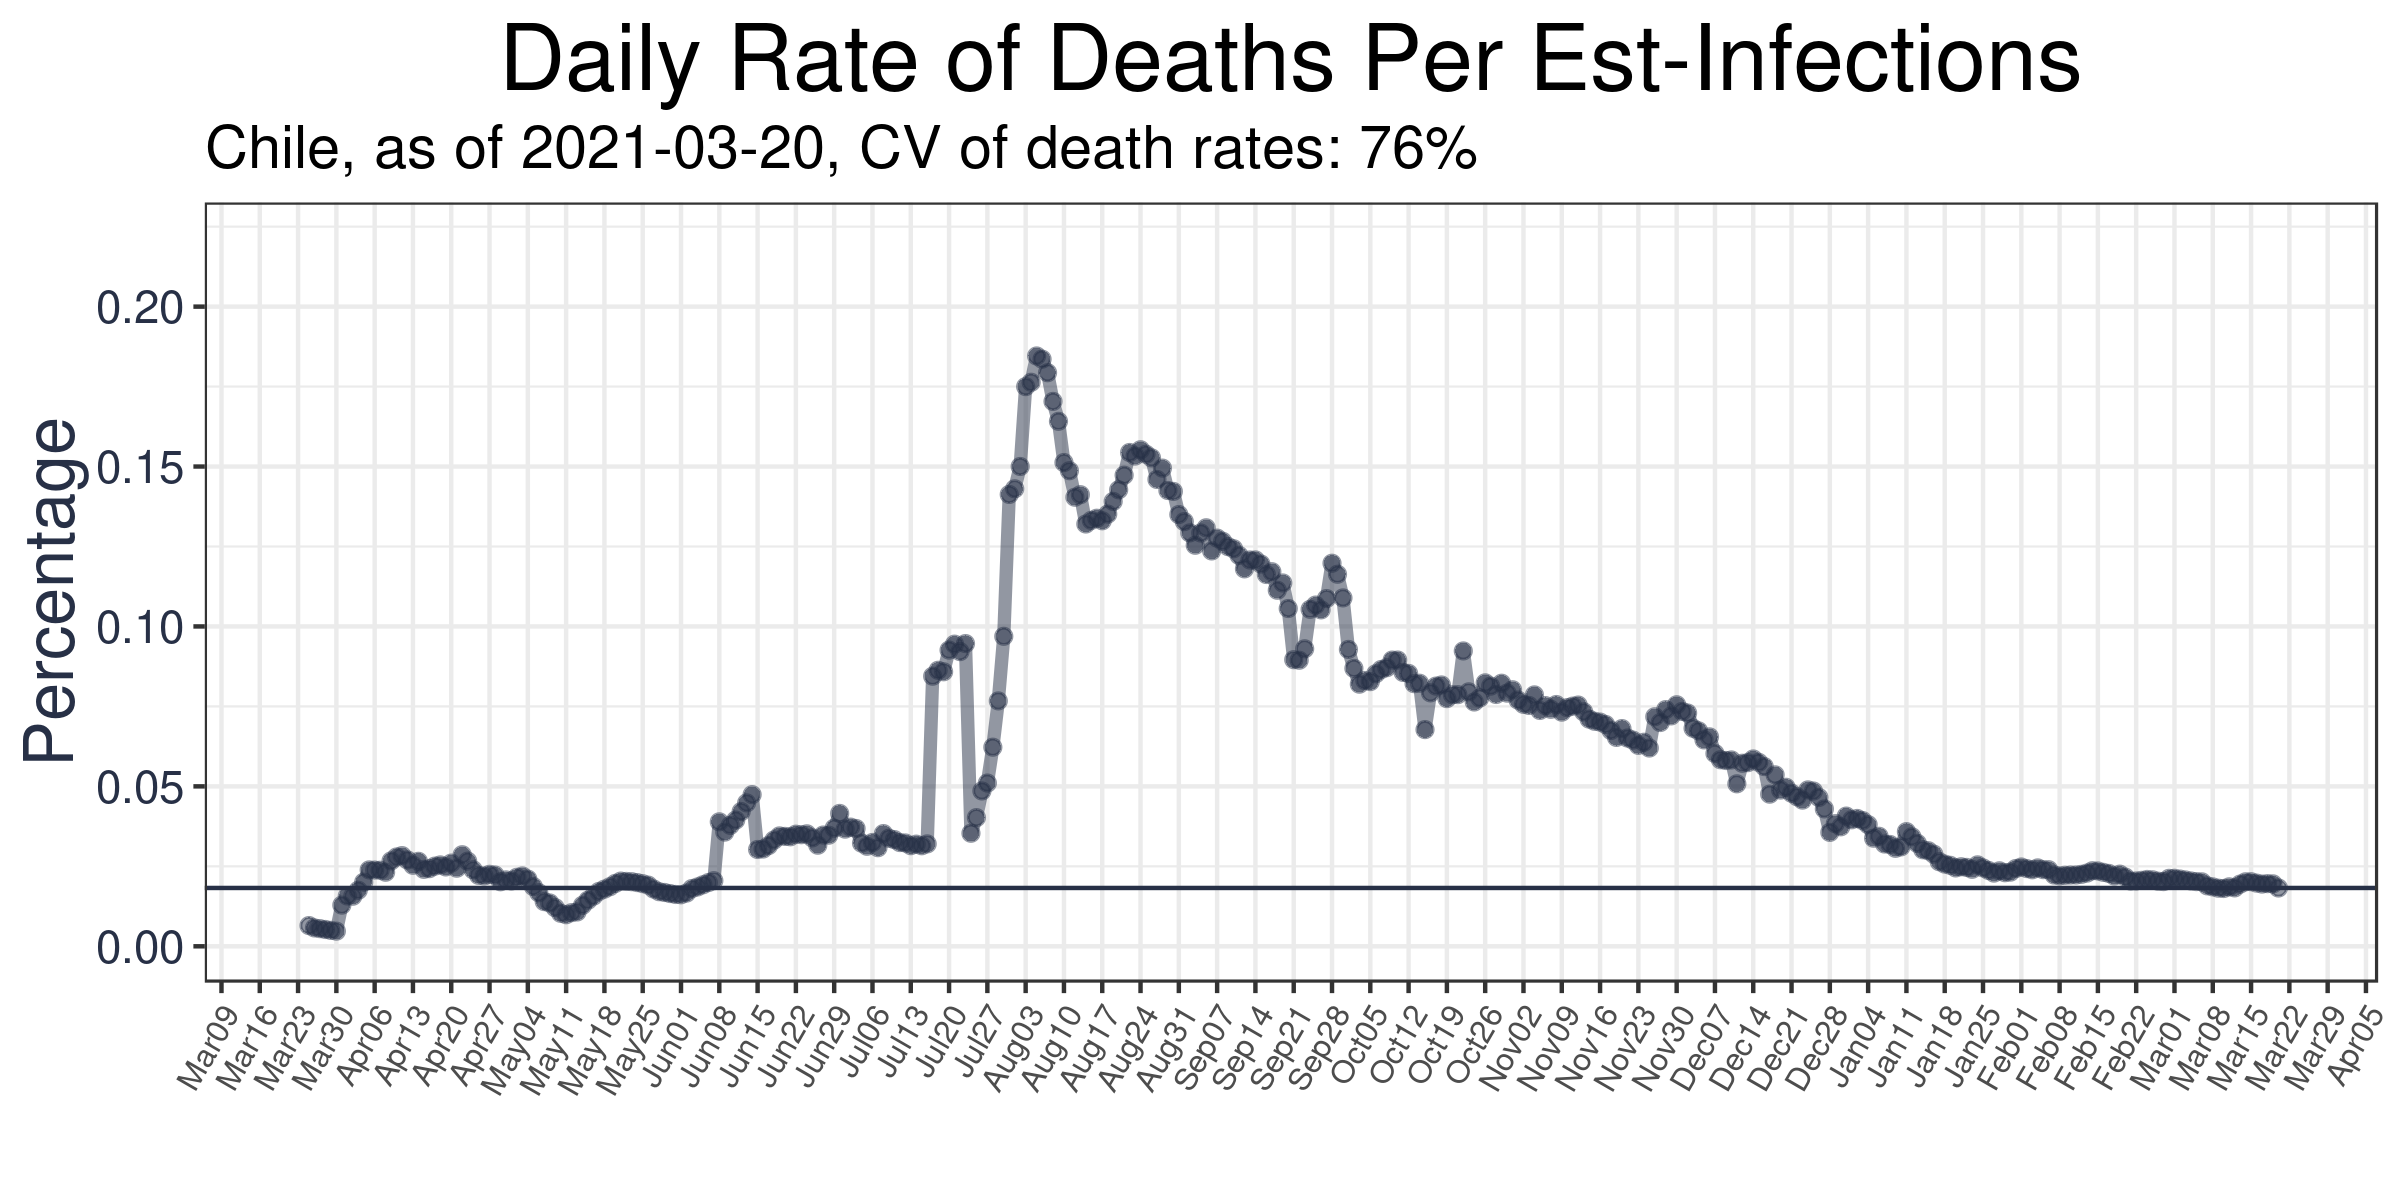 Daily Rate of Deaths Per Est-Infections
Chile, as of 2021-03-20, CV of death rates: 76%
Percentage
0.20
0.15
0.10
0.05
0.00
Mar09
Mar16
Mar23
Mar30
Apr06
Apr13
Apr20
Apr27
May04
May11
May18
May25
Jun01
Jun08
Jun15
Jun22
Jun29
Jul06
Jul13
Jul20
Jul27
Aug03
Aug10
Aug17
Aug24
Aug31
Sep07
Sep14
Sep21
Sep28
Oct05
Oct12
Oct19
Oct26
Nov02
Nov09
Nov16
Nov23
Nov30
Dec07
Dec14
Dec21
Dec28
Jan04
Jan11
Jan18
Jan25
Feb01
Feb08
Feb15
Feb22
Mar01
Mar08
Mar15
Mar22
Mar29
Apr05